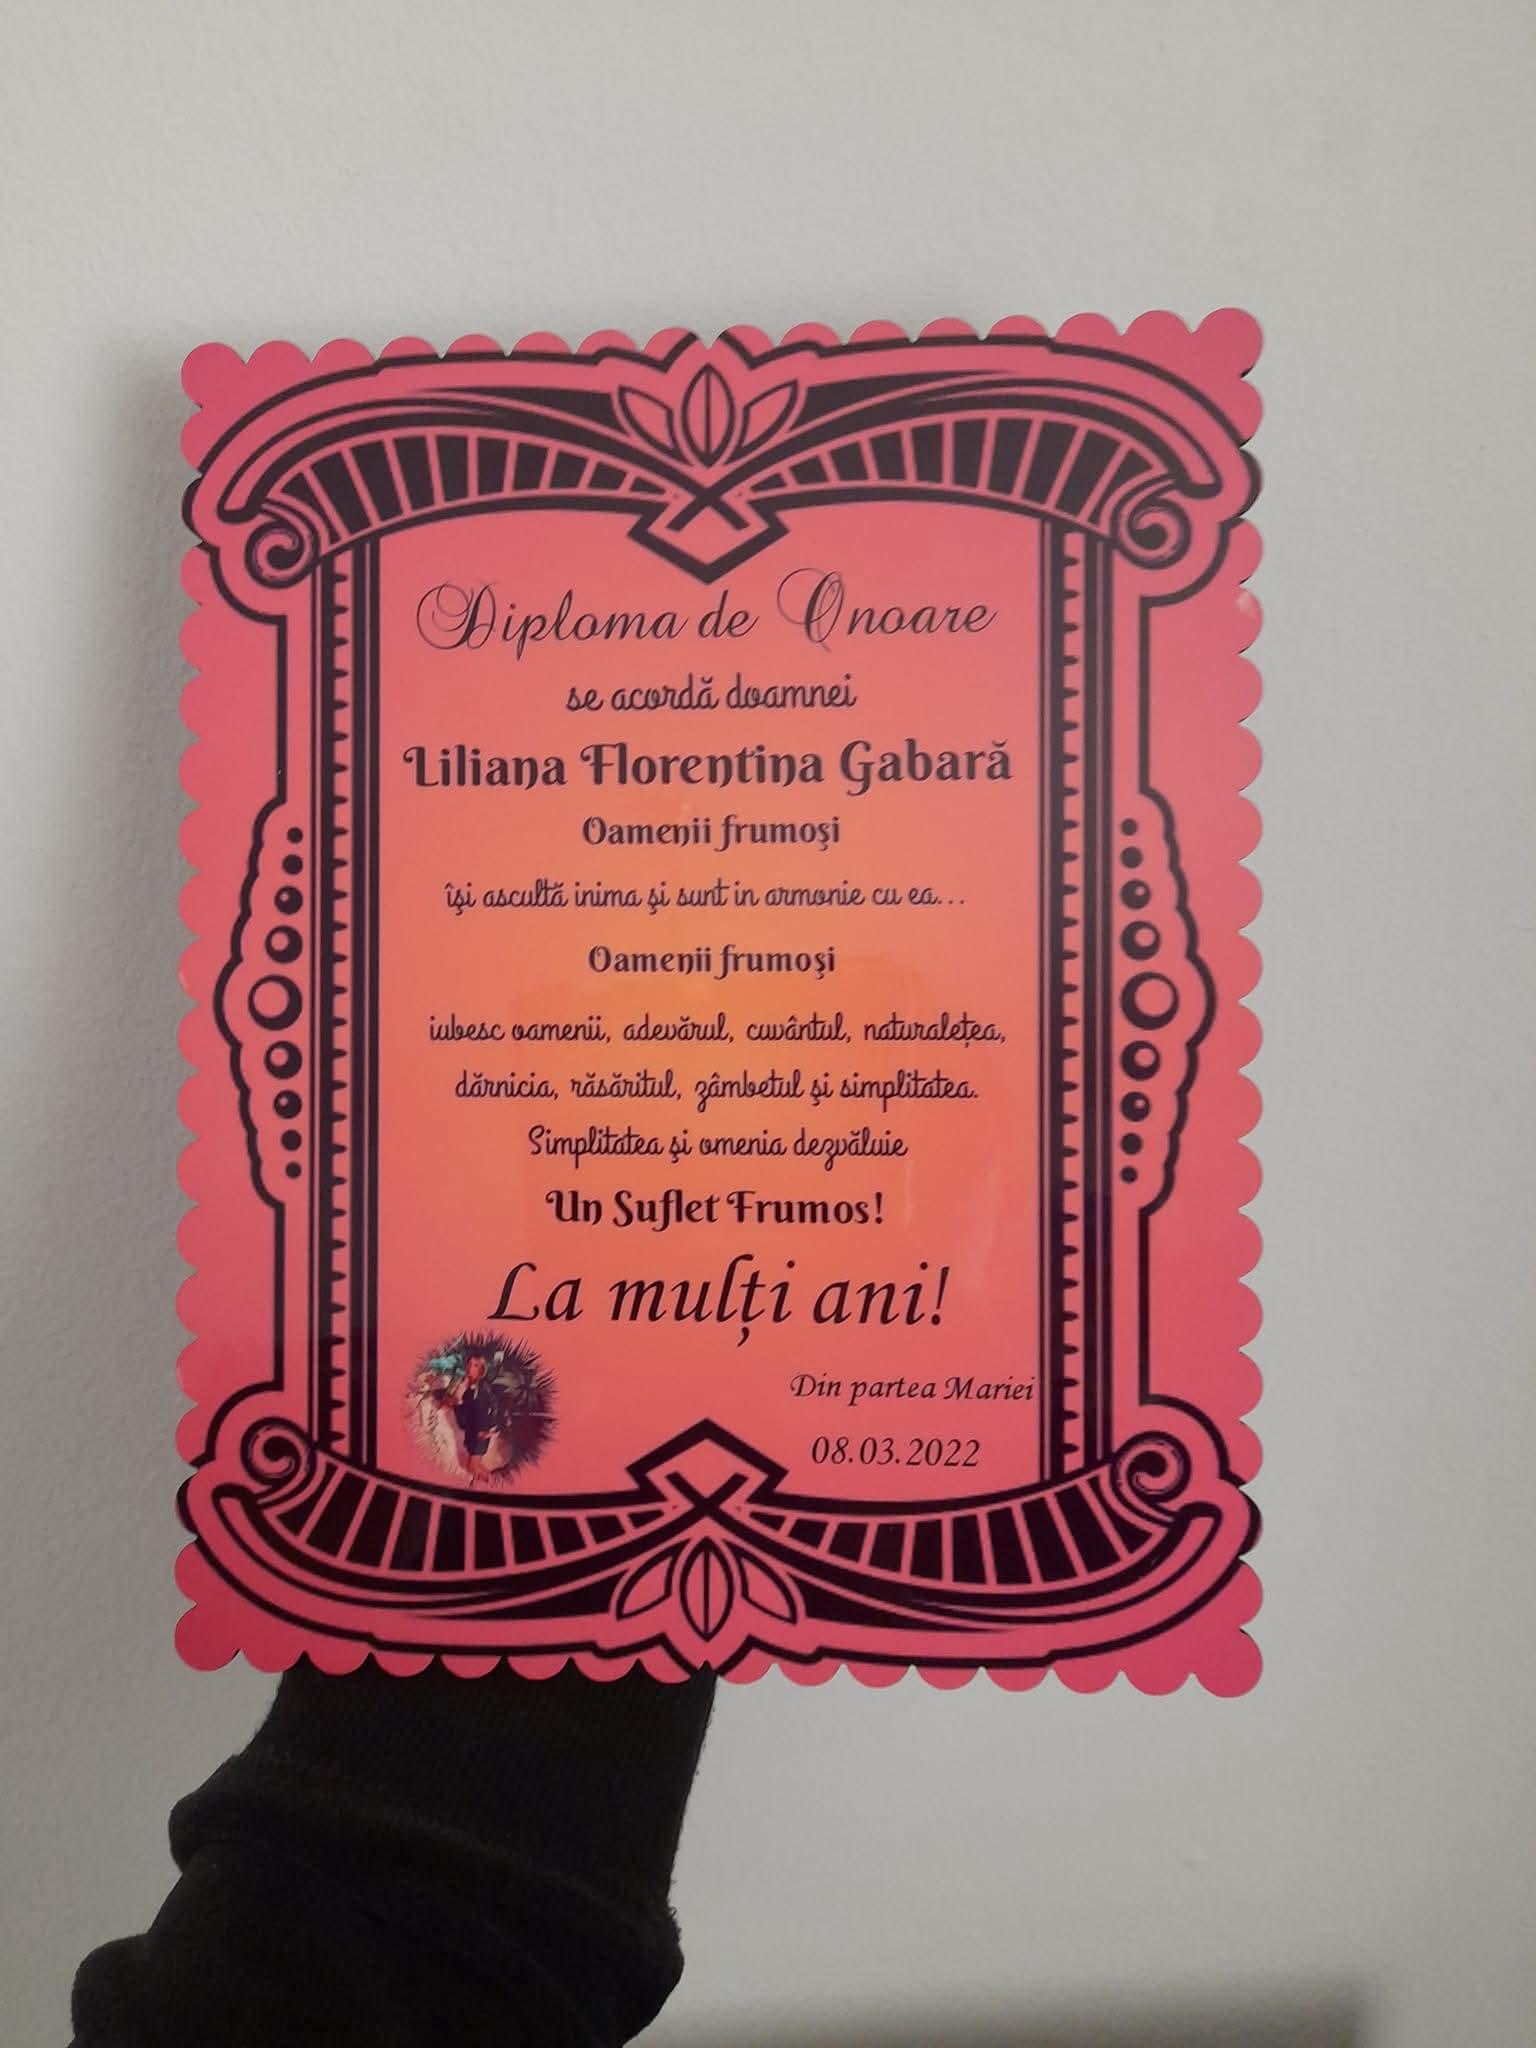 Diploma de Onoare
se acordă doamnei
Liliana Florentina Gabară
Oamenii frumoşi
îşi ascultă inima şi sunt in armonie cu ea...
Oamenii frumoşi
iubesc oamenii, adevărul, cuvântul, naturalețea,
dărnicia, răsăritul, zâmbetul şi simplitatea.
Simplitatea şi omenia dezvăluie
Un Suflet Frumos!
La mulți ani!
Din partea Mariei
08.03.2022